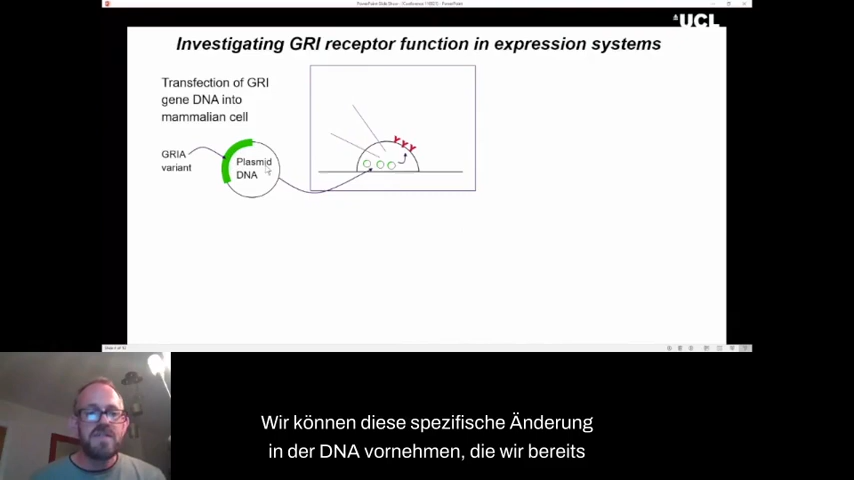 UCL
Investigating GRI receptor function in expression systems
Transfection of GRI
gene DNA into
mammalian cell
GRIA
variant
Plasmid
DNA
Wir können diese spezifische Änderung
in der DNA vornehmen, die wir bereits